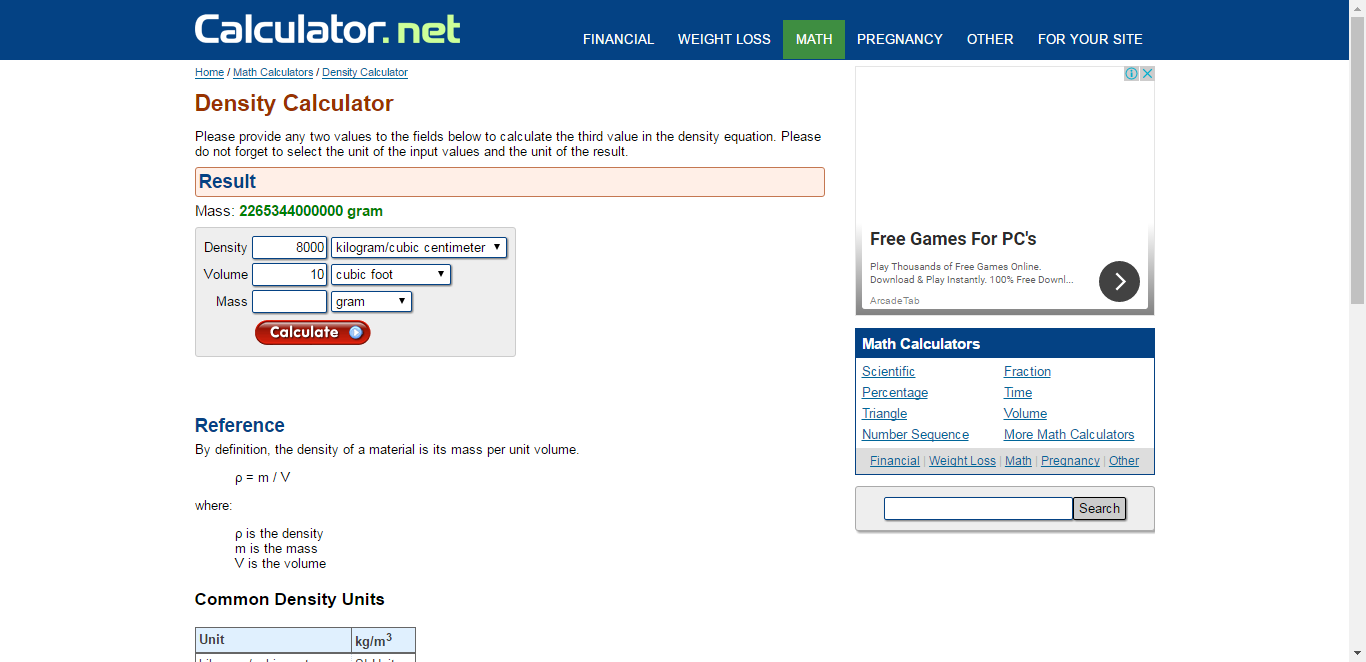 Calculator.net
FINANCIAL WEIGHT LOSS MATH PREGNANCY OTHER FOR YOUR SITE
Home / Math Calculators / Density Calculator
Density Calculator
Please provide any two values to the fields below to calculate the third value in the density equation. Please
do not forget to select the unit of the input values and the unit of the result.
Result
Mass: 2265344000000 gram
Density 8000 kilogram/cubic centimeter
Volume 10 cubic foot
Mass gram
Calculate
Reference
By definition, the density of a material is its mass per unit volume.
ρ = m / V
where:
ρ is the density
m is the mass
V is the volume
Common Density Units
Unit kg/m³
Free Games For PC's
Play Thousands of Free Games Online.
Download & Play Instantly. 100% Free Downl...
ArcadeTab
Math Calculators
Scientific Fraction
Percentage Time
Triangle Volume
Number Sequence More Math Calculators
Financial | Weight Loss | Math | Pregnancy | Other
Search